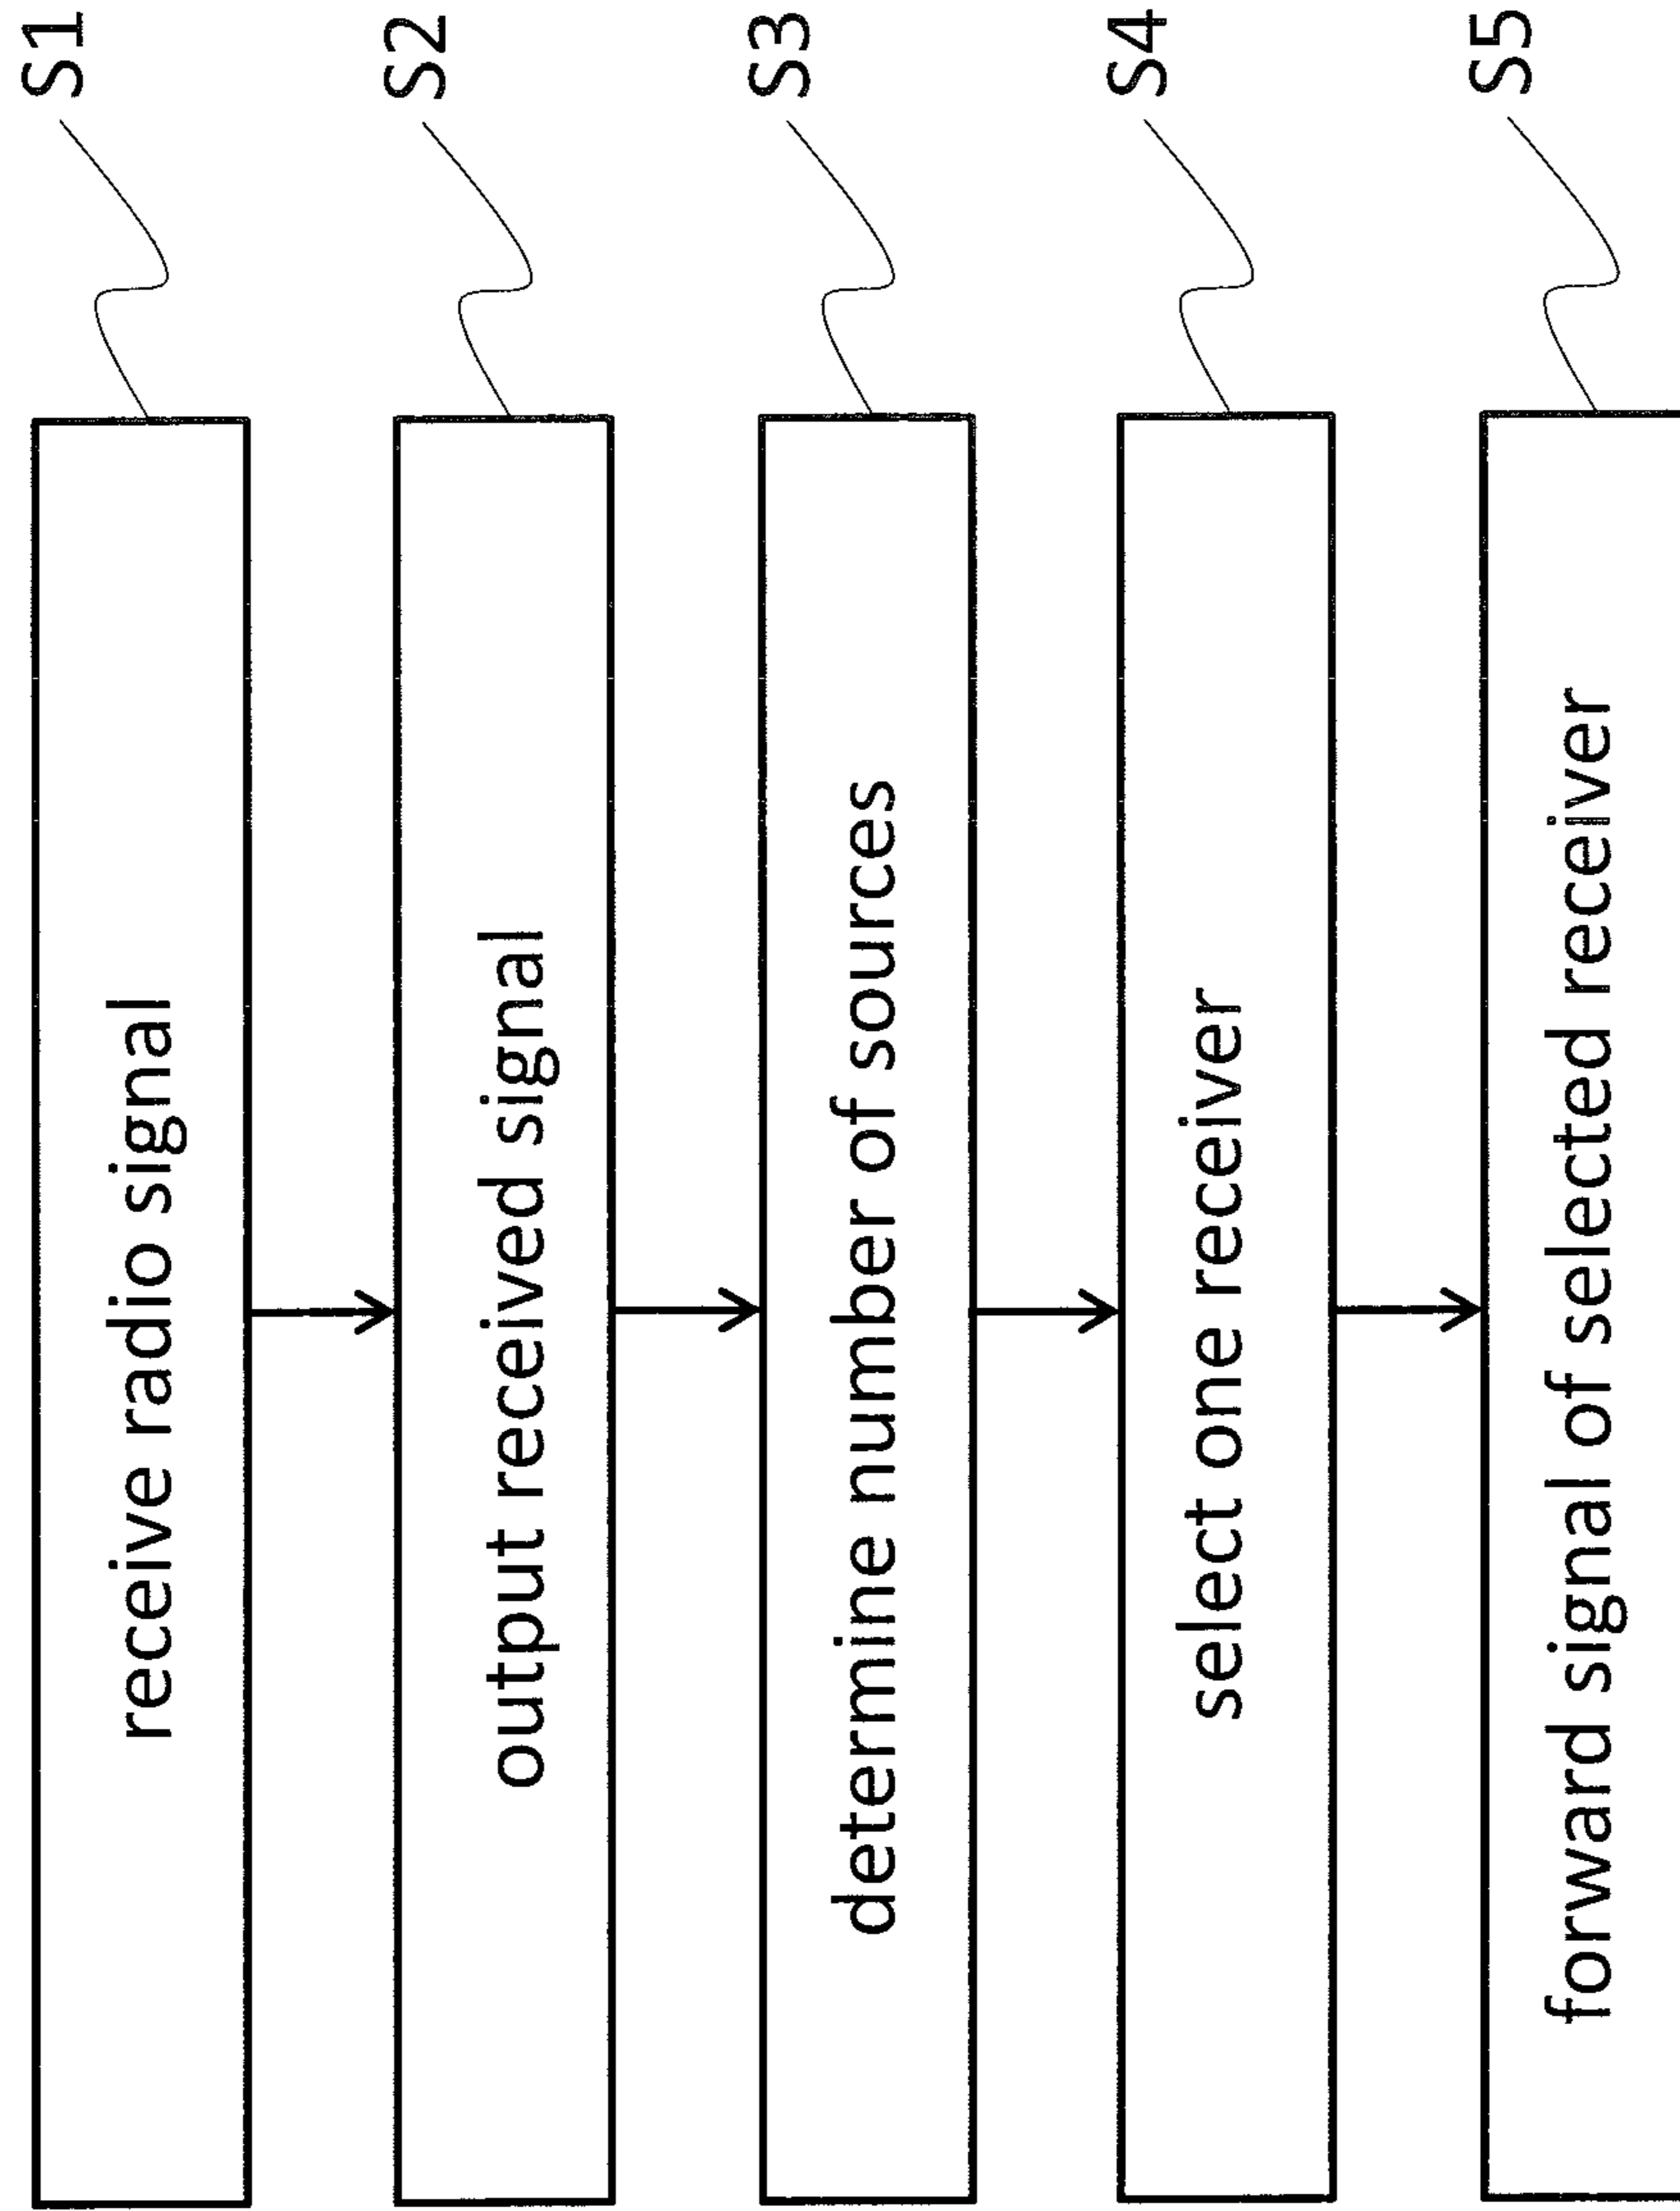 receive radio signal
S1
output received signal
S2
determine number of sources
S3
select one receiver
S4
forward signal of selected receiver
S5